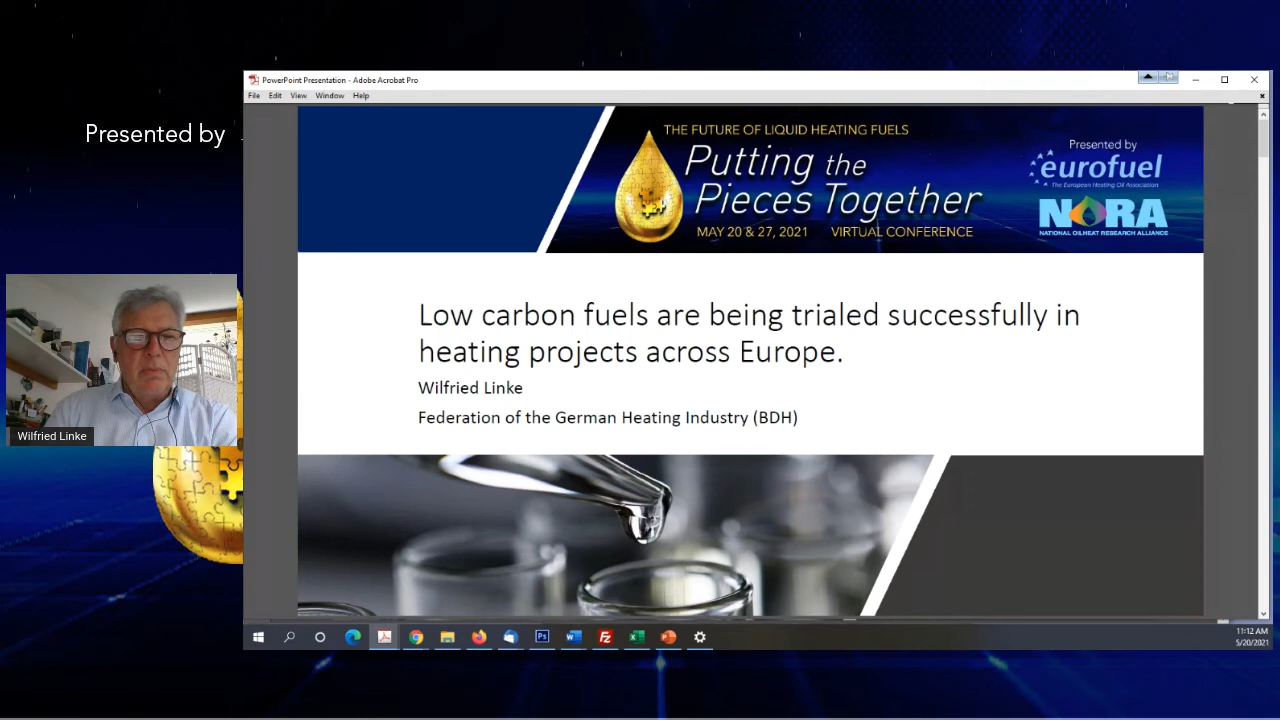 Presented by
PowerPoint Presentation - Adobe Acrobat Pro
File Edit View Window Help
THE FUTURE OF LIQUID HEATING FUELS
Putting the
Pieces Together
MAY 20 & 27, 2021 VIRTUAL CONFERENCE
Presented by
eurofuel
The European Heating Oil Association
NORA
NATIONAL OILHEAT RESEARCH ALLIANCE
Low carbon fuels are being trialed successfully in
heating projects across Europe.
Wilfried Linke
Federation of the German Heating Industry (BDH)
Wilfried Linke
Ps
Fz
11:12 AM
5/20/2021